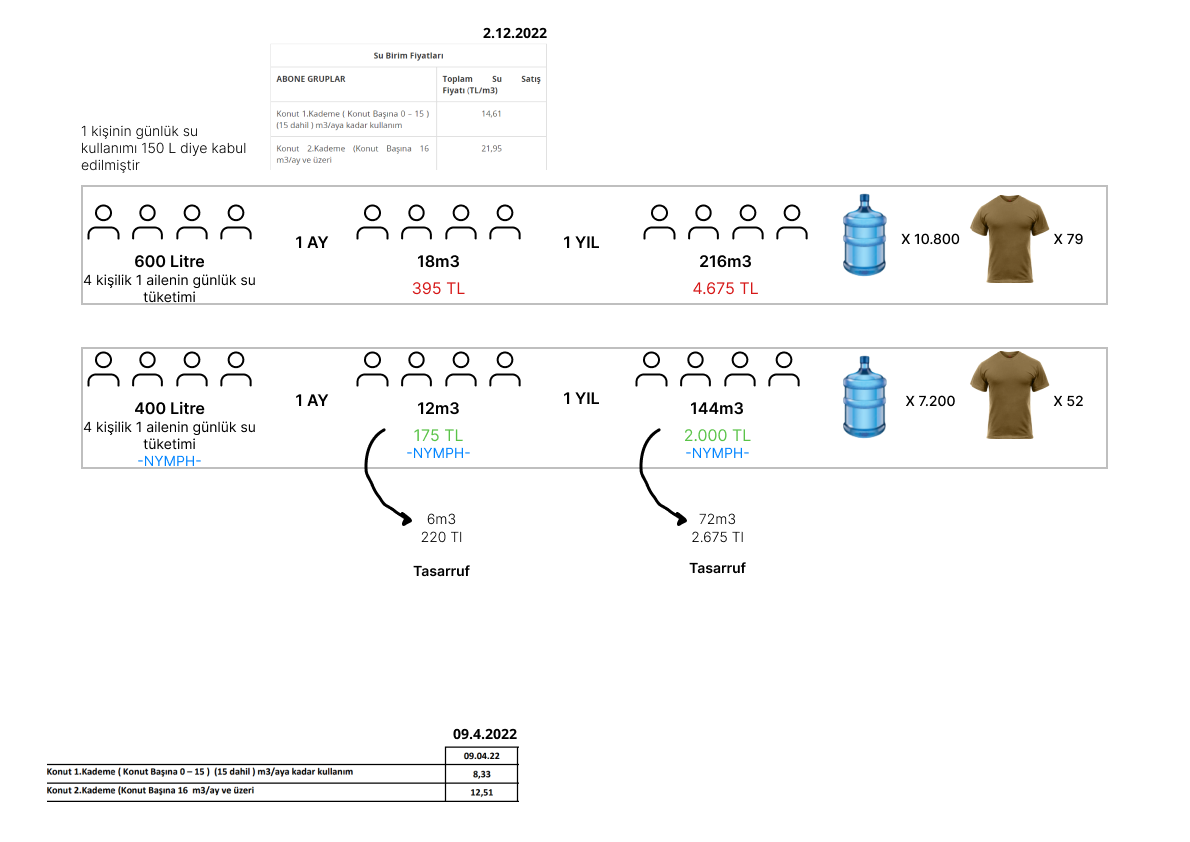 2.12.2022
Su Birim Fiyatları
ABONE GRUPLAR
Toplam Su Satış
Fiyatı (TL/m3)
Konut 1.Kademe ( Konut Başına 0 – 15 )
(15 dahil ) m3/aya kadar kullanım
14,61
Konut 2.Kademe (Konut Başına 16
m3/ay ve üzeri
21,95
1 kişinin günlük su
kullanımı 150 L diye kabul
edilmiştir
600 Litre
4 kişilik 1 ailenin günlük su
tüketimi
1 AY
18m3
395 TL
1 YIL
216m3
4.675 TL
X 10.800
X 79
400 Litre
4 kişilik 1 ailenin günlük su
tüketimi
-NYMPH-
1 AY
12m3
175 TL
-NYMPH-
1 YIL
144m3
2.000 TL
-NYMPH-
X 7.200
X 52
6m3
220 Tl
Tasarruf
72m3
2.675 Tl
Tasarruf
09.4.2022
09.04.22
Konut 1.Kademe ( Konut Başına 0 – 15 ) (15 dahil ) m3/aya kadar kullanım
8,33
Konut 2.Kademe (Konut Başına 16 m3/ay ve üzeri
12,51